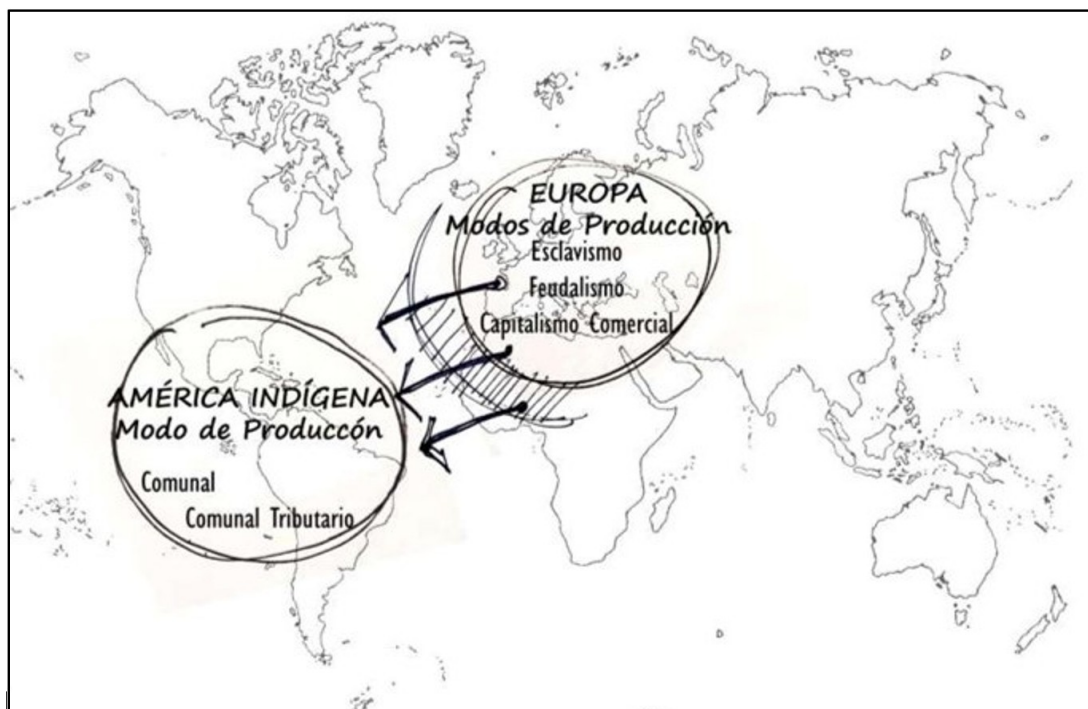 EUROPA
Modos de Producción
Esclavismo
Feudalismo
Capitalismo Comercial
AMÉRICA INDÍGENA
Modo de Produccón
Comunal
Comunal Tributario